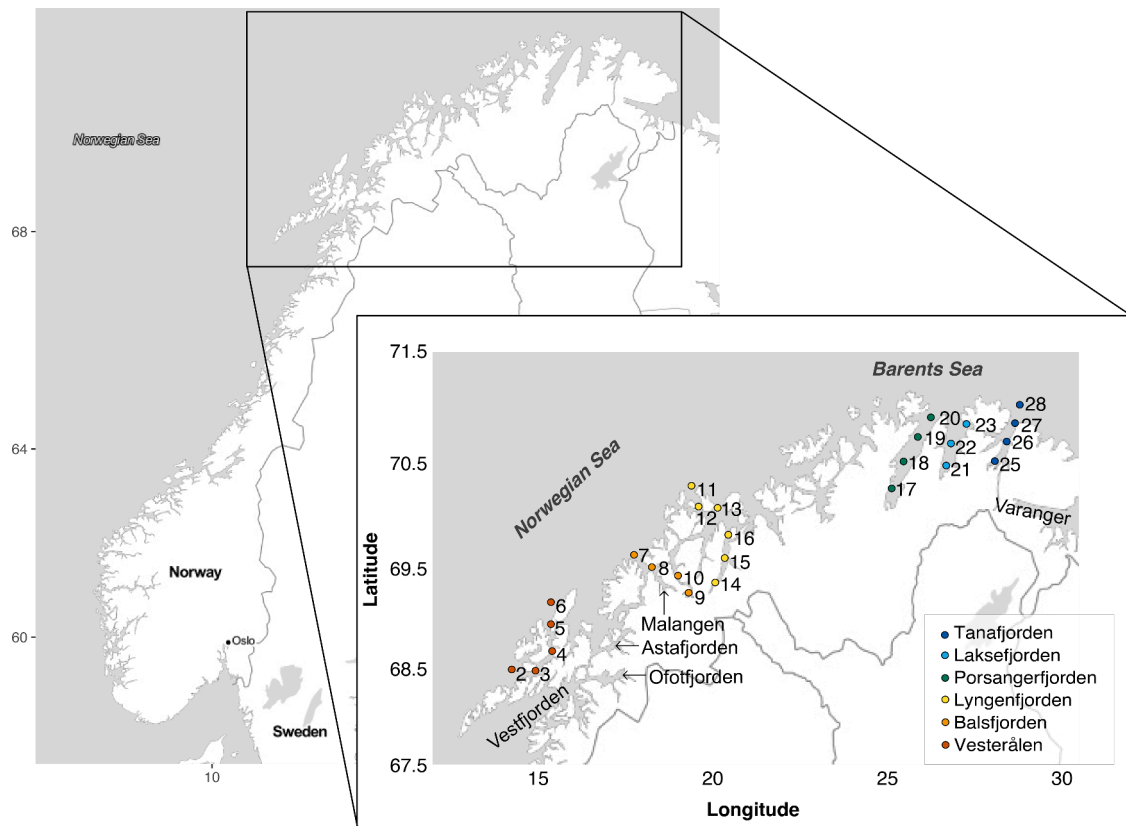 Norwegian Sea
68
64
60
10
Norway
Oslo
Sweden
71.5
70.5
69.5
68.5
67.5
Latitude
15
20
25
30
Longitude
Barents Sea
Norwegian Sea
28
20
23
27
19
26
22
18
25
21
17
11
12
13
Varanger
16
7
15
8
10
14
9
6
5
4
2
3
Malangen
Astafjorden
Ofotfjorden
Vestfjorden
Tanafjorden
Laksefjorden
Porsangerfjorden
Lyngenfjorden
Balsfjorden
Vesterålen